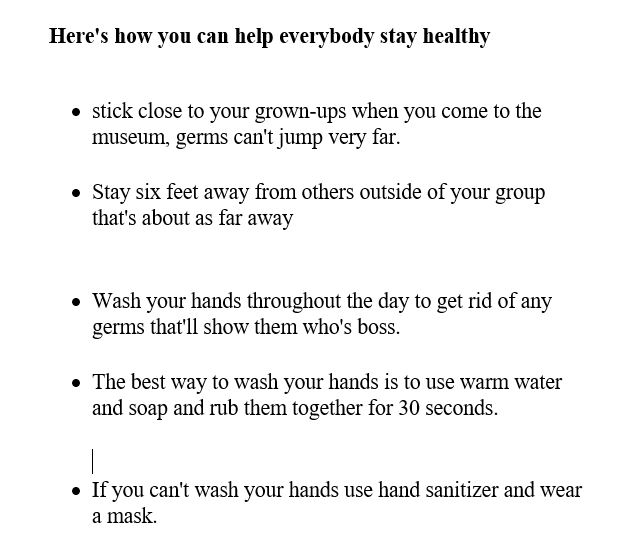 Here's how you can help everybody stay healthy
• stick close to your grown-ups when you come to the
museum, germs can't jump very far.
• Stay six feet away from others outside of your group
that's about as far away
• Wash your hands throughout the day to get rid of any
germs that'll show them who's boss.
• The best way to wash your hands is to use warm water
and soap and rub them together for 30 seconds.
• If you can't wash your hands use hand sanitizer and wear
a mask.